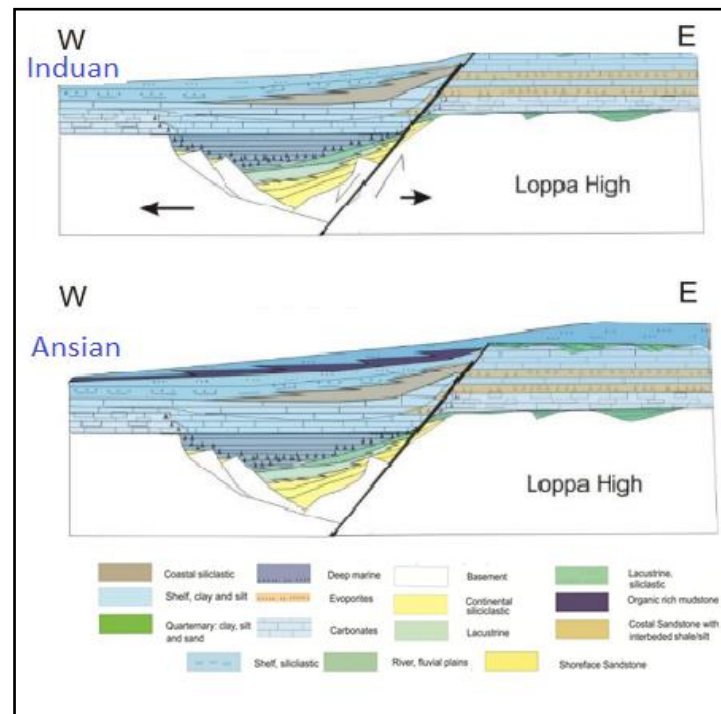 W E
Induan
Loppa High
W E
Ansian
Loppa High
Coastal siliclastic
Deep marine
Basement
Lacustrine, siliclastic
Shelf, clay and silt
Evoporites
Continental siliciclastic
Organic rich mudstone
Quaternary: clay, silt and sand
Carbonates
Lacustrine
Costal Sandstone with interbeded shale/silt
Shelf, silicliastic
River, fluvial plains
Shoreface Sandstone